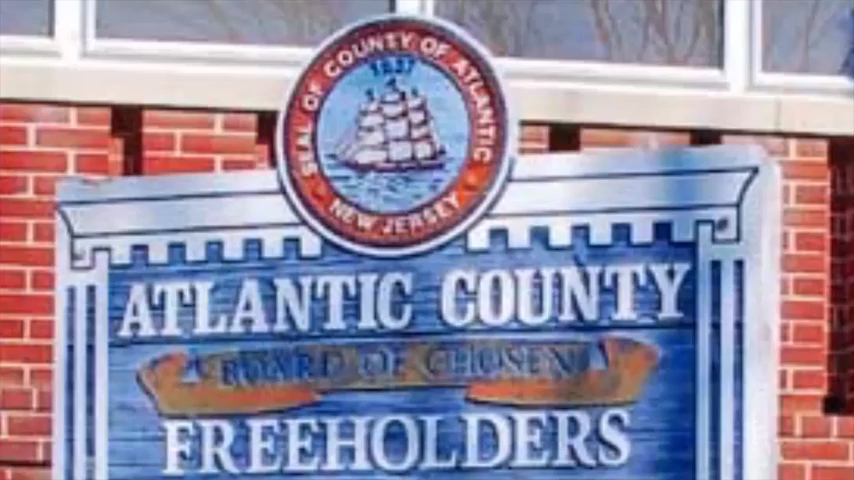 SEAL OF COUNTY OF ATLANTIC
1837
NEW JERSEY
ATLANTIC COUNTY
BOARD OF CHOSEN
FREEHOLDERS